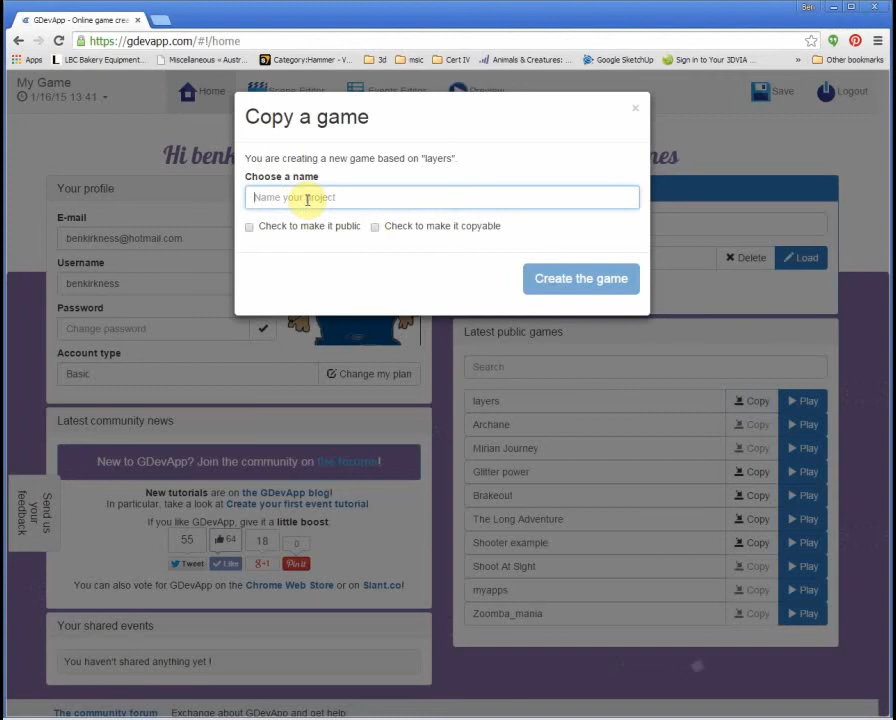 Ben
GDevApp - Online game crea
https://gdevapp.com/#!/home
Apps
LBC Bakery Equipment...
Miscellaneous « Austr...
Category:Hammer - V...
3d
msic
Cert IV
Animals & Creatures: ...
Google SketchUp
Sign in to Your 3DVIA ...
»
Other bookmarks
My Game
1/16/15 13:41
Home
Scene Editor
Events Editor
Preview
Save
Logout
Copy a game
×
You are creating a new game based on "layers".
Choose a name
Name your project
Check to make it public
Check to make it copyable
Create the game
Hi benk
mes
Your profile
E-mail
benkirkness@hotmail.com
Username
benkirkness
Password
Change password
Account type
Basic
Change my plan
Delete
Load
Latest community news
New to GDevApp? Join the community on the forums!
New tutorials are on the GDevApp blog!
In particular, take a look at Create your first event tutorial
If you like GDevApp, give it a little boost:
55
64
18
0
Tweet
Like
g+1
Pin it
You can also vote for GDevApp on the Chrome Web Store or on Slant.co!
Your shared events
You haven't shared anything yet !
The community forum
Exchange about GDevApp and get help
Send us your feedback
Latest public games
Search
layers Copy Play
Archane Copy Play
Mirian Journey Copy Play
Glitter power Copy Play
Breakout Copy Play
The Long Adventure Copy Play
Shooter example Copy Play
Shoot At Sight Copy Play
myapps Copy Play
Zoomba_mania Copy Play